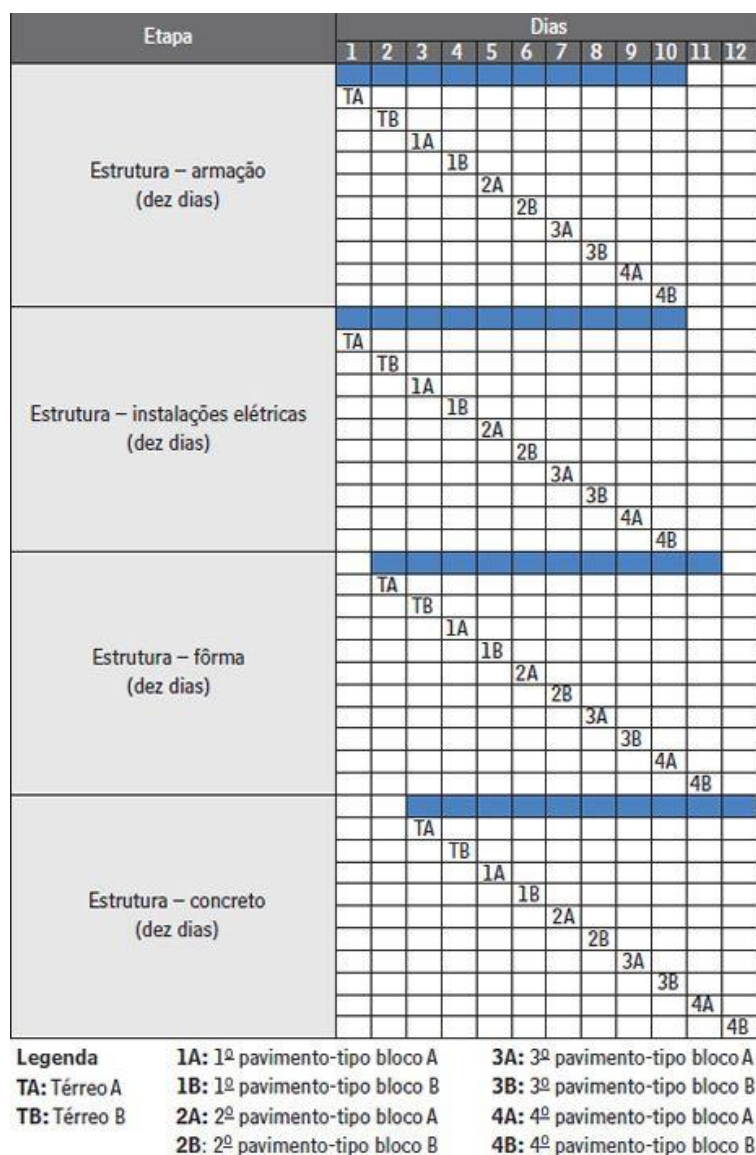 Etapa
Dias
1 2 3 4 5 6 7 8 9 10 11 12
Estrutura – armação
(dez dias)
TA
TB
1A
1B
2A
2B
3A
3B
4A
4B
Estrutura – instalações elétricas
(dez dias)
TA
TB
1A
1B
2A
2B
3A
3B
4A
4B
Estrutura – fôrma
(dez dias)
TA
TB
1A
1B
2A
2B
3A
3B
4A
4B
Estrutura – concreto
(dez dias)
TA
TB
1A
1B
2A
2B
3A
3B
4A
4B
Legenda 1A: 1º pavimento-tipo bloco A 3A: 3º pavimento-tipo bloco A
TA: Térreo A 1B: 1º pavimento-tipo bloco B 3B: 3º pavimento-tipo bloco B
TB: Térreo B 2A: 2º pavimento-tipo bloco A 4A: 4º pavimento-tipo bloco A
2B: 2º pavimento-tipo bloco B 4B: 4º pavimento-tipo bloco B